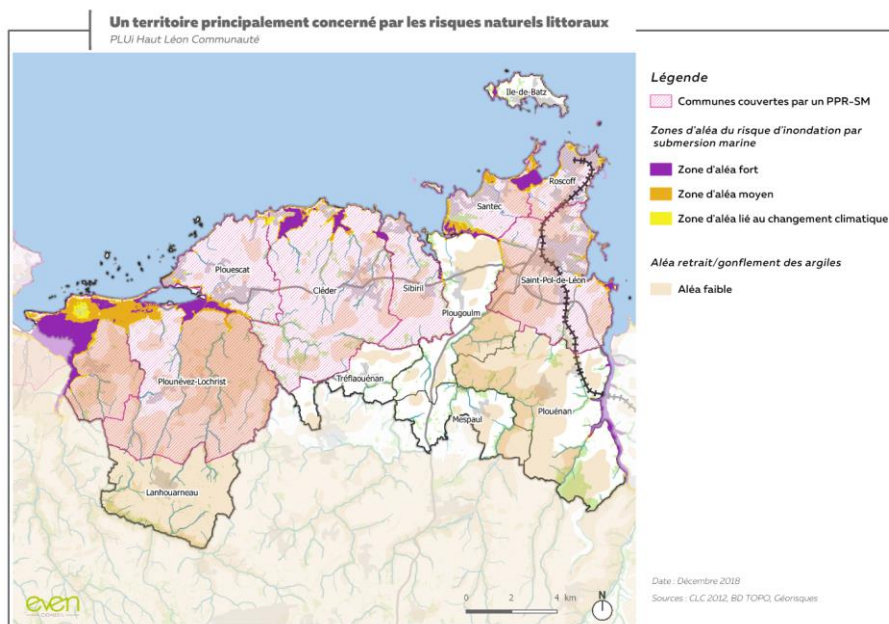 Un territoire principalement concerné par les risques naturels littoraux
PLUi Haut Léon Communauté
Légende
Communes couvertes par un PPR-SM
Zones d'aléa du risque d'inondation par
submersion marine
Zone d'aléa fort
Zone d'aléa moyen
Zone d'aléa lié au changement climatique
Aléa retrait/gonflement des argiles
Aléa faible
Ile-de-Batz
Roscoff
Santec
Plouescat
Cléder
Sibiril
Saint-Pol-de-Léon
Plougoulm
Plounévez-Lochrist
Tréflaouénan
Mespaul
Plouénan
Lanhouarneau
even
CONSEIL
0 2 4 km
N
Date : Décembre 2018
Sources : CLC 2012, BD TOPO, Géorisques